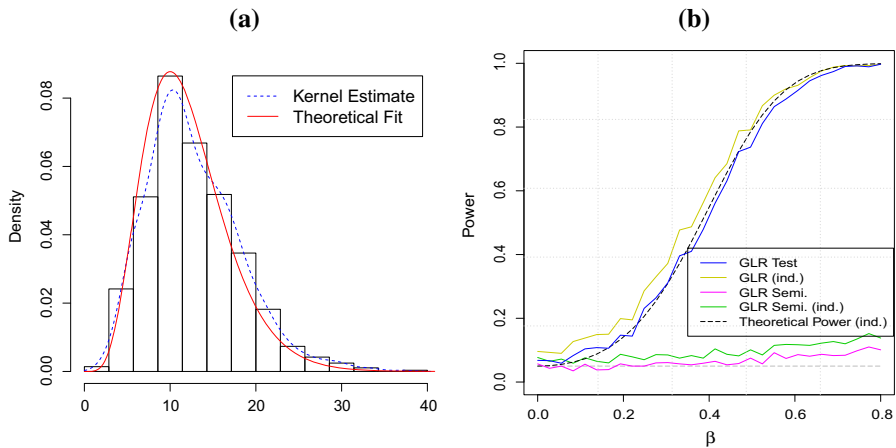 (a)
Density
0.00
0.02
0.04
0.06
0.08
0
10
20
30
40
Kernel Estimate
Theoretical Fit
(b)
Power
0.0
0.2
0.4
0.6
0.8
1.0
0.0
0.2
0.4
0.6
0.8
β
GLR Test
GLR (ind.)
GLR Semi.
GLR Semi. (ind.)
Theoretical Power (ind.)